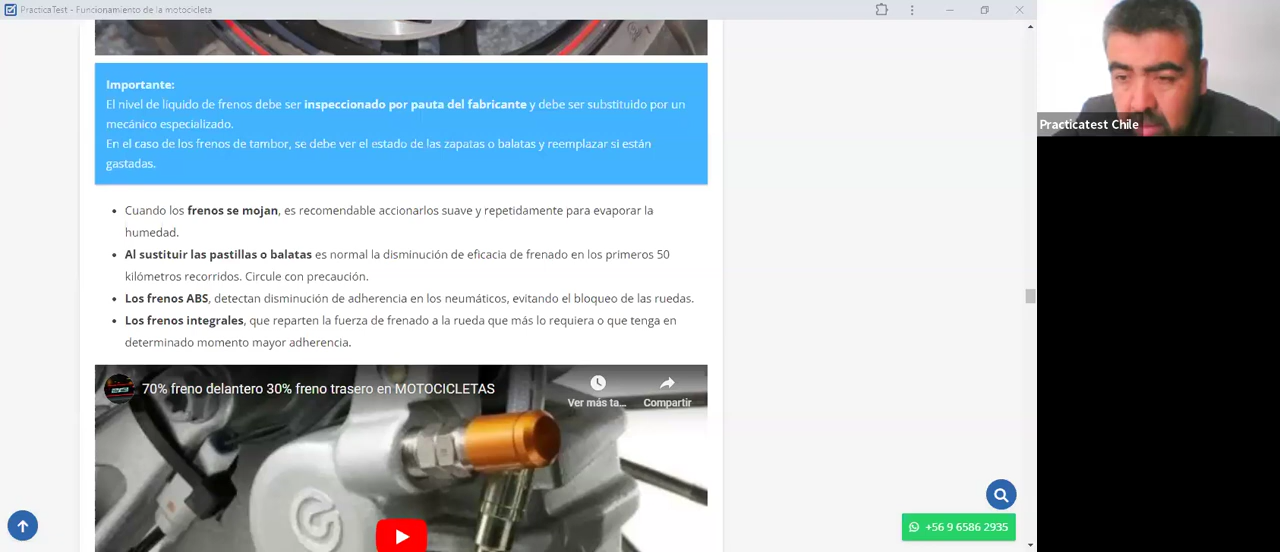 PracticaTest - Funcionamiento de la motocicleta
Importante:
El nivel de líquido de frenos debe ser inspeccionado por pauta del fabricante y debe ser substituido por un
mecánico especializado.
En el caso de los frenos de tambor, se debe ver el estado de las zapatas o balatas y reemplazar si están
gastadas.
Practicatest Chile
• Cuando los frenos se mojan, es recomendable accionarlos suave y repetidamente para evaporar la
humedad.
• Al sustituir las pastillas o balatas es normal la disminución de eficacia de frenado en los primeros 50
kilómetros recorridos. Circule con precaución.
• Los frenos ABS, detectan disminución de adherencia en los neumáticos, evitando el bloqueo de las ruedas.
• Los frenos integrales, que reparten la fuerza de frenado a la rueda que más lo requiera o que tenga en
determinado momento mayor adherencia.
70% freno delantero 30% freno trasero en MOTOCICLETAS
Ver más ta...
Compartir
+56 9 6586 2935